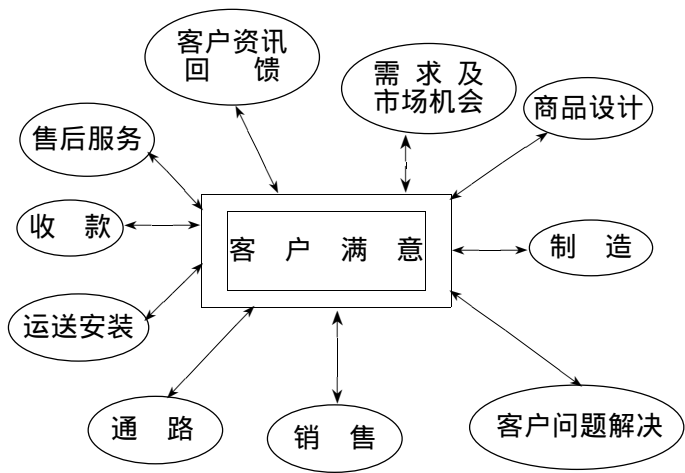 客户资讯
回 馈
需 求 及
市场机会
商品设计
售后服务
收 款
客 户 满 意
制 造
运送安装
通 路
销 售
客户问题解决